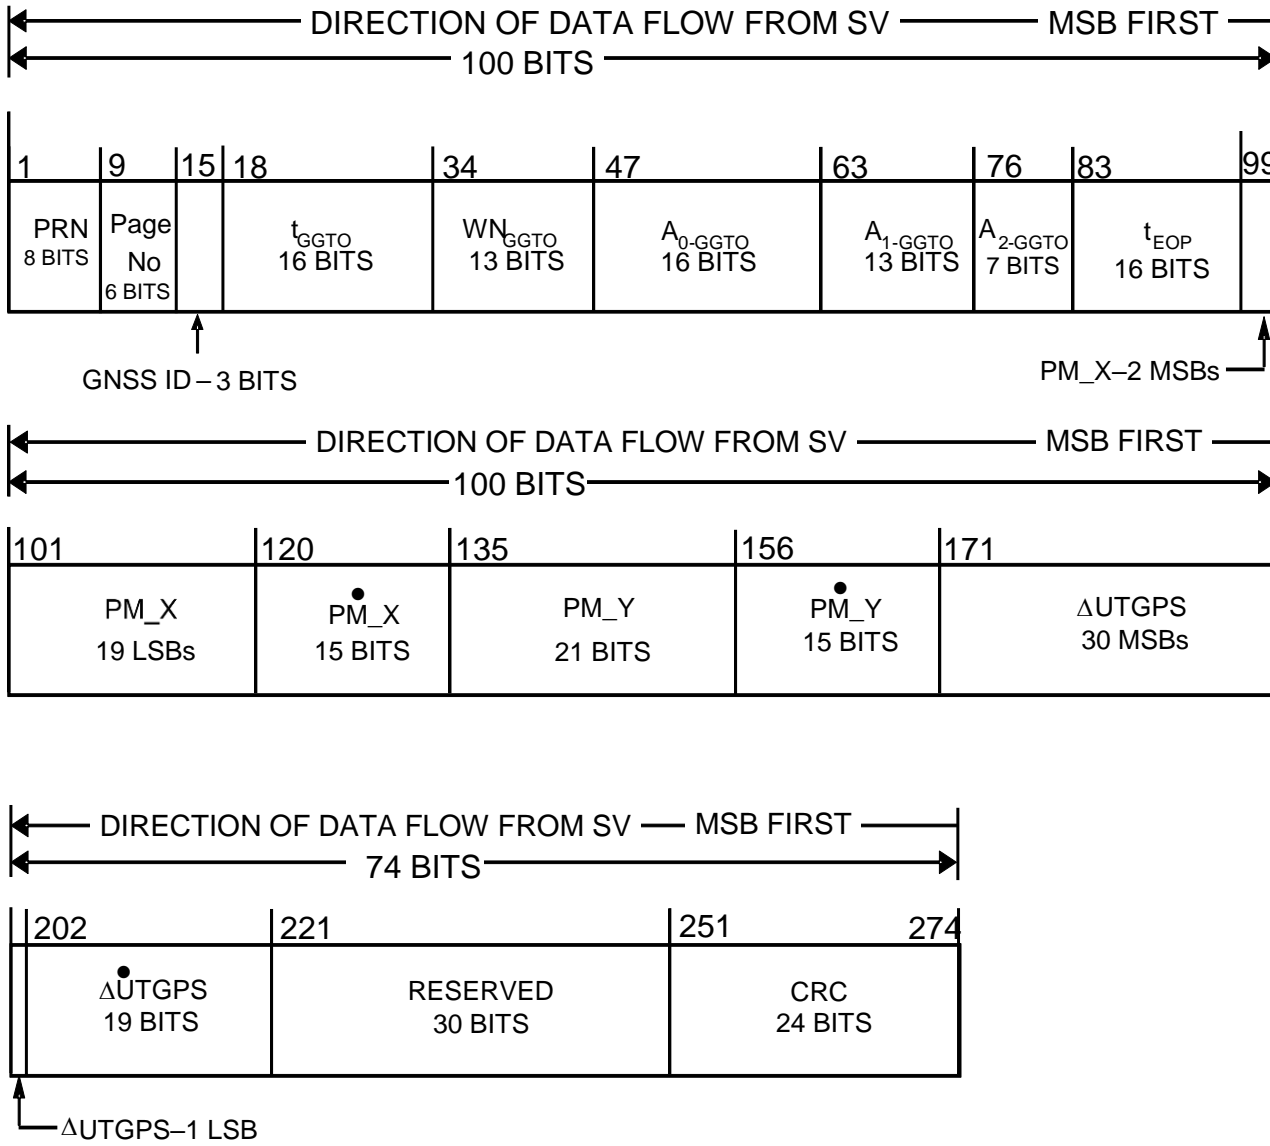 DIRECTION OF DATA FLOW FROM SV MSB FIRST
100 BITS
1 9 15 18 34 47 63 76 83 99
PRN
8 BITS
Page
No
6 BITS
tGGTO
16 BITS
WNGGTO
13 BITS
A0-GGTO
16 BITS
A1-GGTO
13 BITS
A2-GGTO
7 BITS
tEOP
16 BITS
GNSS ID – 3 BITS
PM_X–2 MSBs
DIRECTION OF DATA FLOW FROM SV MSB FIRST
100 BITS
101 120 135 156 171
PM_X
19 LSBs
•
PM_X
15 BITS
PM_Y
21 BITS
•
PM_Y
15 BITS
ΔUTGPS
30 MSBs
DIRECTION OF DATA FLOW FROM SV MSB FIRST
74 BITS
202 221 251 274
•
ΔUTGPS
19 BITS
RESERVED
30 BITS
CRC
24 BITS
ΔUTGPS–1 LSB